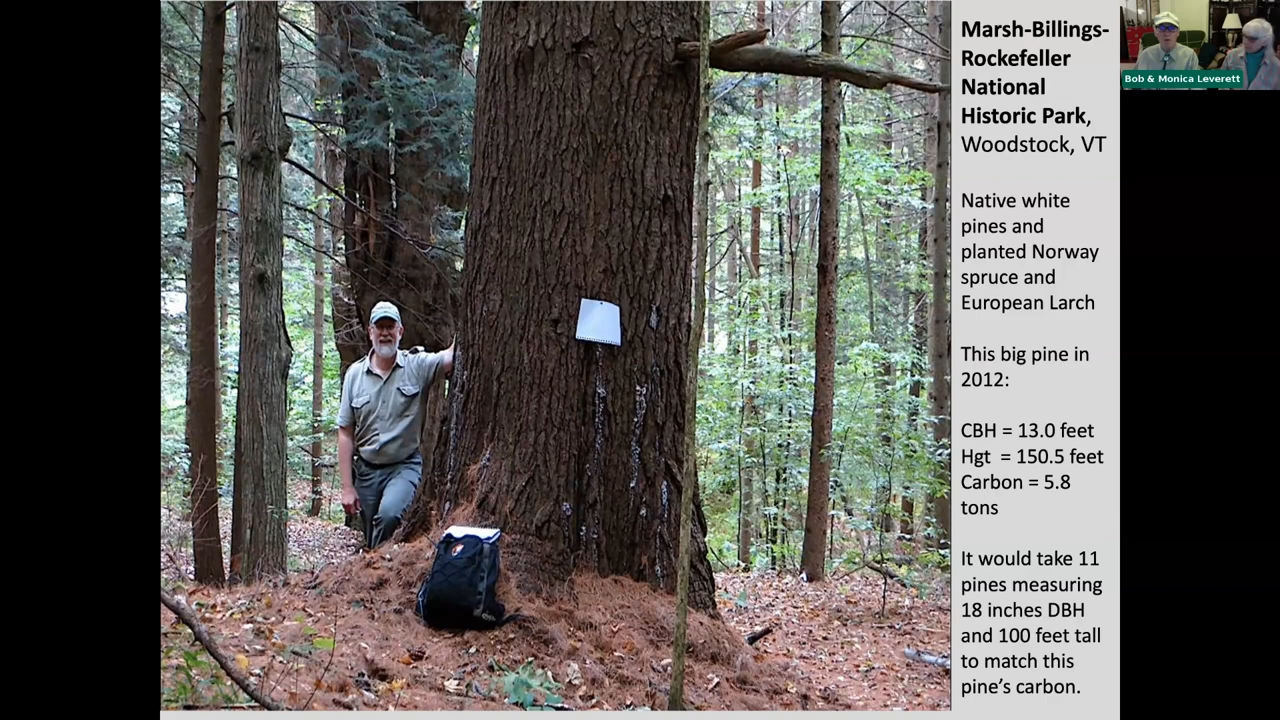 Marsh-Billings-
Rockefeller
National
Historic Park,
Woodstock, VT
Native white
pines and
planted Norway
spruce and
European Larch
This big pine in
2012:
CBH = 13.0 feet
Hgt = 150.5 feet
Carbon = 5.8
tons
It would take 11
pines measuring
18 inches DBH
and 100 feet tall
to match this
pine's carbon.
Bob & Monica Leverett